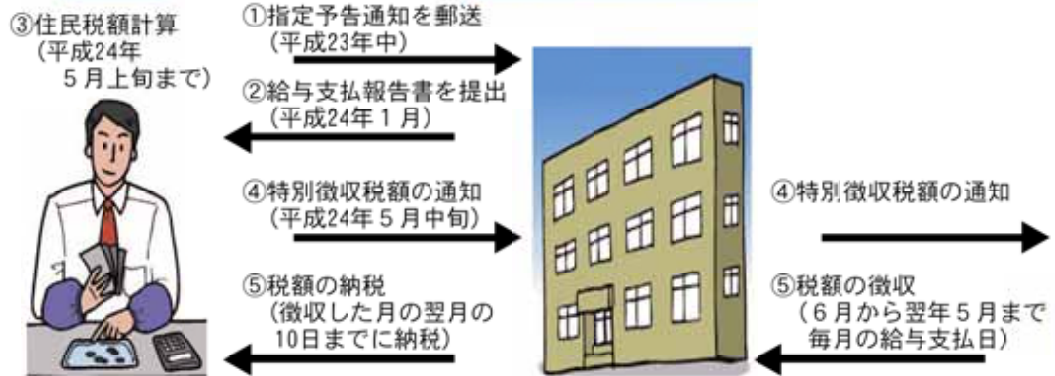 ③住民税額計算
(平成24年
5月上旬まで)
①指定予告通知を郵送
(平成23年中)
②給与支払報告書を提出
(平成24年1月)
④特別徴収税額の通知
(平成24年5月中旬)
⑤税額の納税
(徴収した月の翌月の
10日までに納税)
④特別徴収税額の通知
⑤税額の徴収
(6月から翌年5月まで
毎月の給与支払日)